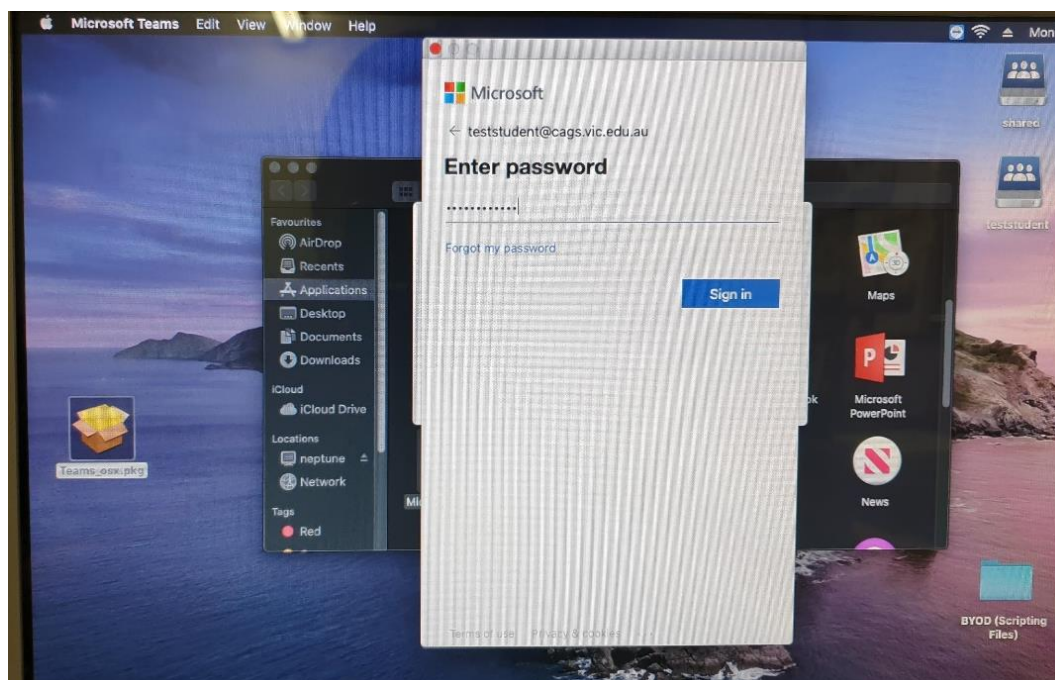 Microsoft Teams Edit View Window Help
Mon
Microsoft
← teststudent@cags.vic.edu.au
Enter password
Forgot my password
Sign in
Terms of use Privacy & cookies
Favourites
AirDrop
Recents
Applications
Desktop
Documents
Downloads
iCloud
iCloud Drive
Locations
neptune
Network
Tags
Red
Maps
Microsoft
PowerPoint
News
Teams_osx.pkg
shared
teststudent
BYOD (Scripting
Files)